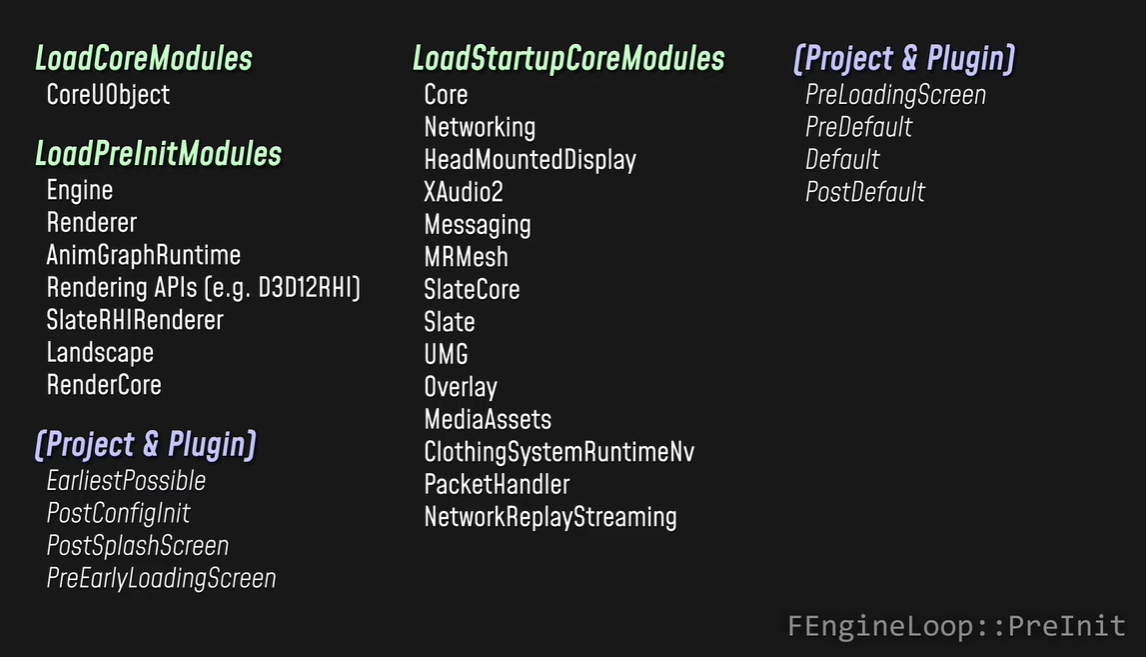 LoadCoreModules
CoreUObject
LoadPreInitModules
Engine
Renderer
AnimGraphRuntime
Rendering APIs (e.g. D3D12RHI)
SlateRHIRenderer
Landscape
RenderCore
(Project & Plugin)
EarliestPossible
PostConfigInit
PostSplashScreen
PreEarlyLoadingScreen
LoadStartupCoreModules
Core
Networking
HeadMountedDisplay
XAudio2
Messaging
MRMesh
SlateCore
Slate
UMG
Overlay
MediaAssets
ClothingSystemRuntimeNv
PacketHandler
NetworkReplayStreaming
(Project & Plugin)
PreLoadingScreen
PreDefault
Default
PostDefault
FEngineLoop::PreInit